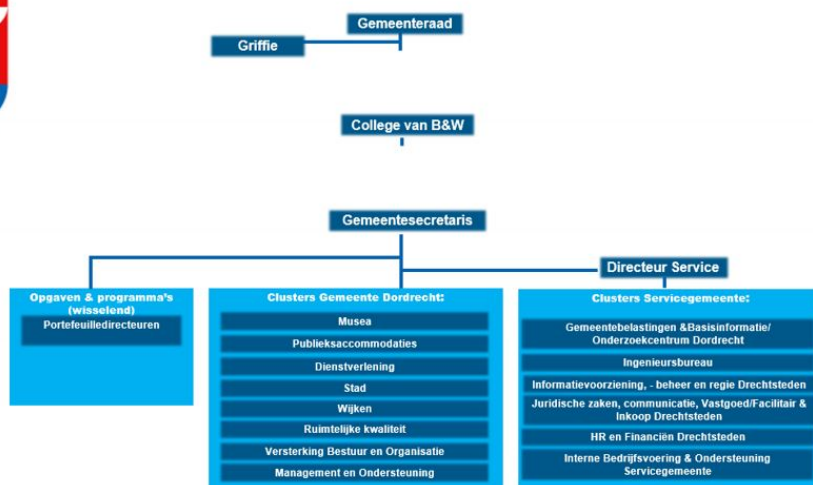 Gemeenteraad
Griffie
College van B&W
Gemeentesecretaris
Directeur Service
Opgaven & programma's
(wisselend)
Portefeuilledirecteuren
Clusters Gemeente Dordrecht:
Musea
Publieksaccommodaties
Dienstverlening
Stad
Wijken
Ruimtelijke kwaliteit
Versterking Bestuur en Organisatie
Management en Ondersteuning
Clusters Servicegemeente:
Gemeentebelastingen &Basisinformatie/
Onderzoekcentrum Dordrecht
Ingenieursbureau
Informatievoorziening, - beheer en regie Drechtsteden
Juridische zaken, communicatie, Vastgoed/Facilitair &
Inkoop Drechtsteden
HR en Financiën Drechtsteden
Interne Bedrijfsvoering & Ondersteuning
Servicegemeente